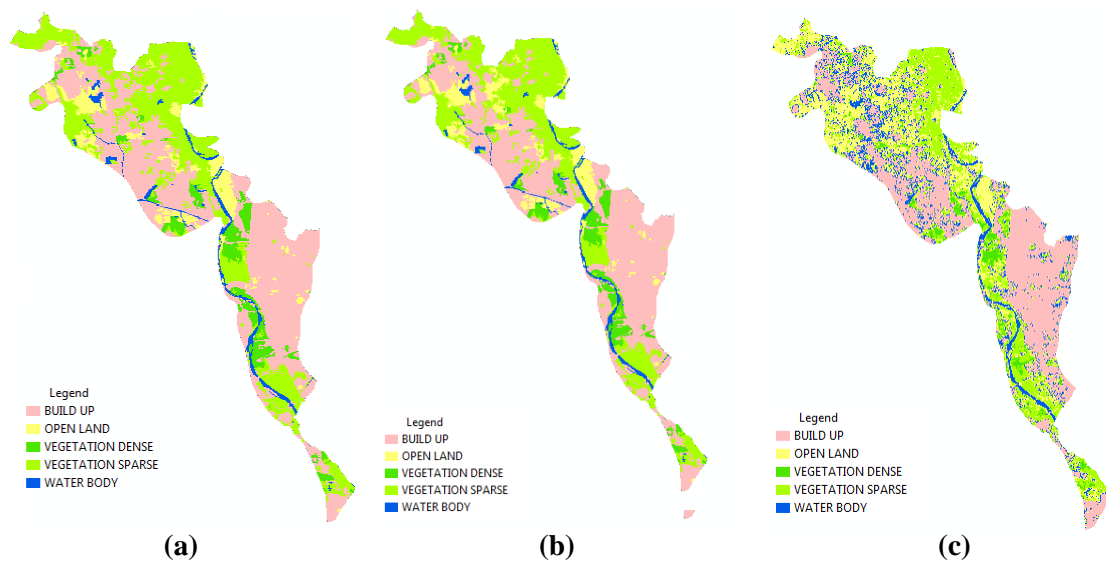 Legend
BUILD UP
OPEN LAND
VEGETATION DENSE
VEGETATION SPARSE
WATER BODY
(a)
Legend
BUILD UP
OPEN LAND
VEGETATION DENSE
VEGETATION SPARSE
WATER BODY
(b)
Legend
BUILD UP
OPEN LAND
VEGETATION DENSE
VEGETATION SPARSE
WATER BODY
(c)